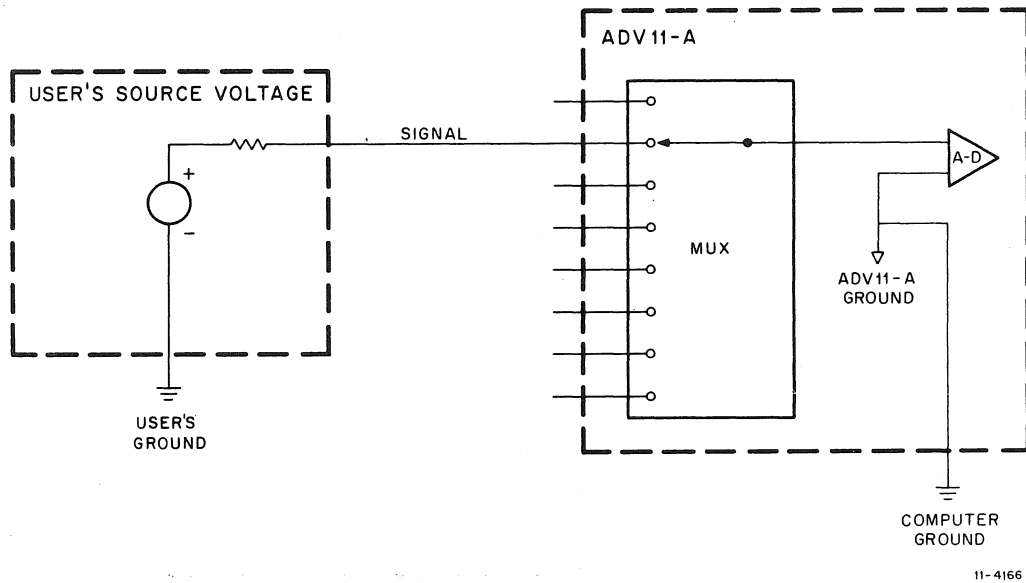 ADV11-A
USER'S SOURCE VOLTAGE
SIGNAL
+
-
A-D
MUX
ADV11-A
GROUND
USER'S
GROUND
COMPUTER
GROUND
11-4166